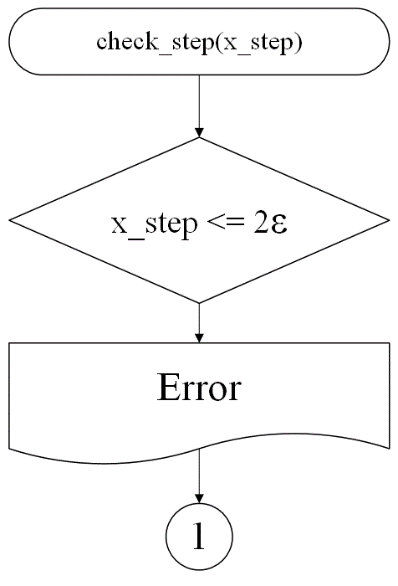 check_step(x_step)
x_step <= 2ε
Error
1